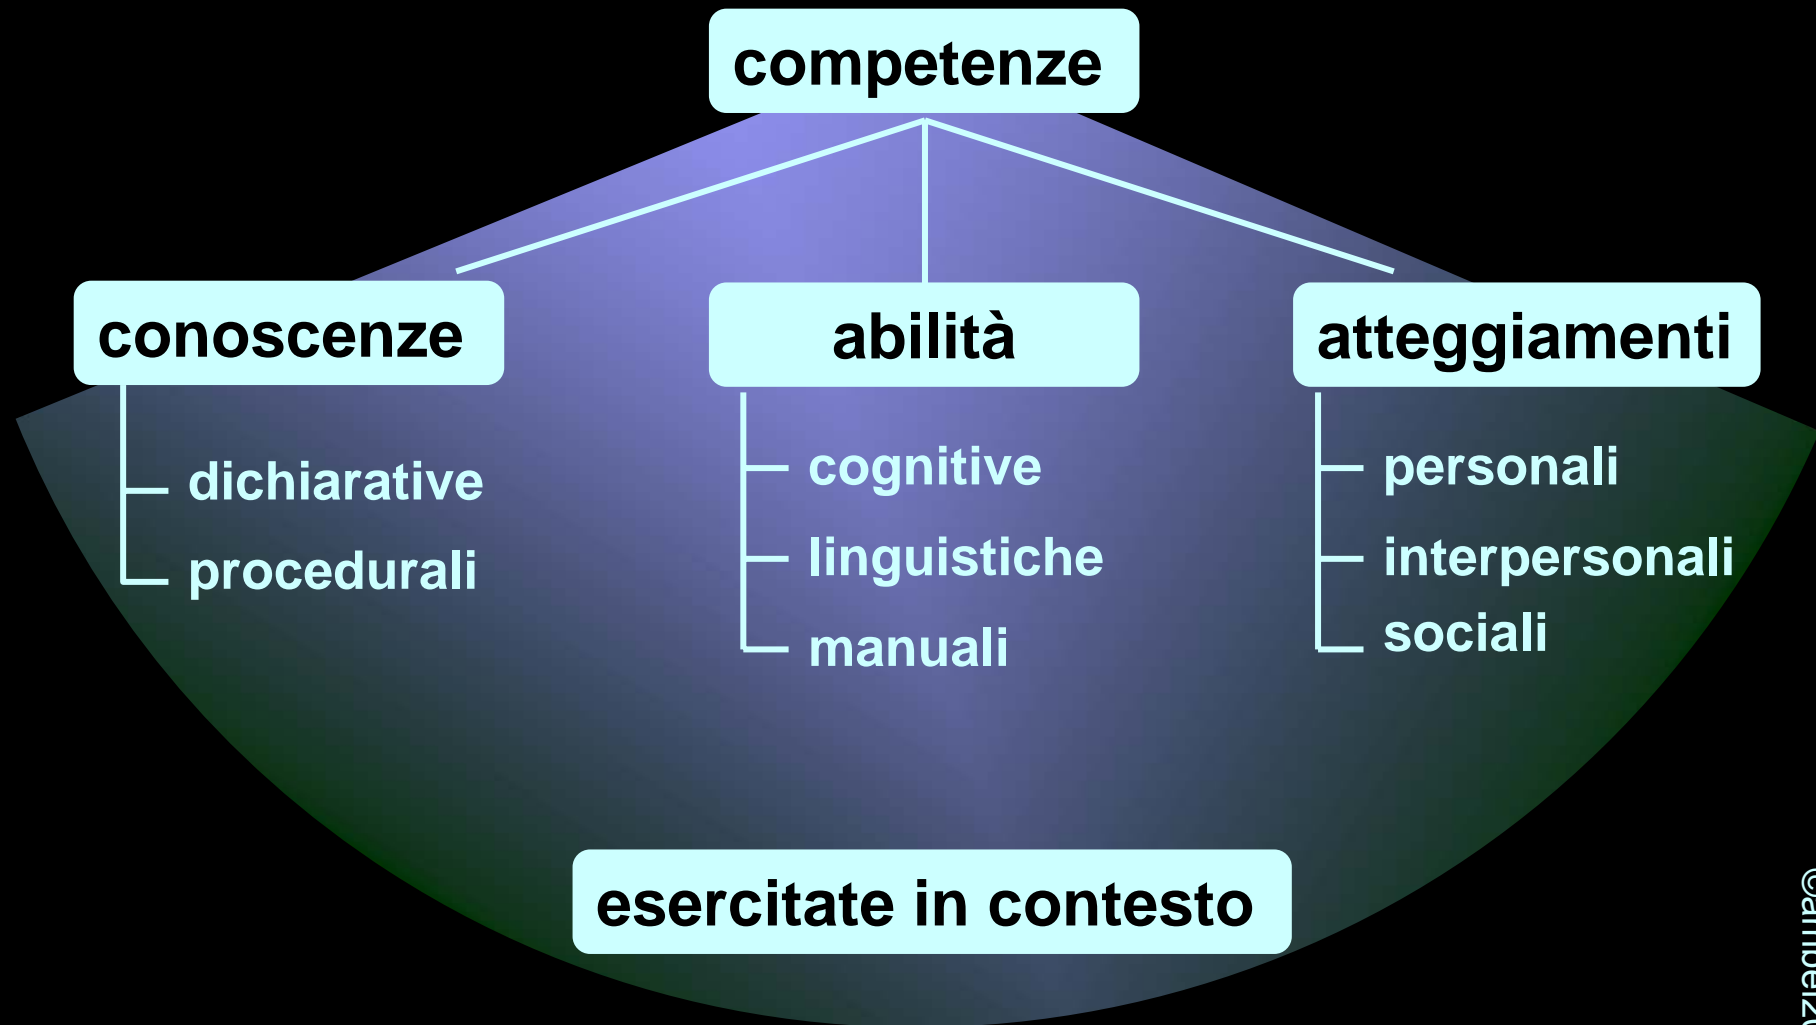 competenze
conoscenze
abilità
atteggiamenti
dichiarative
procedurali
cognitive
linguistiche
manuali
personali
interpersonali
sociali
esercitate in contesto